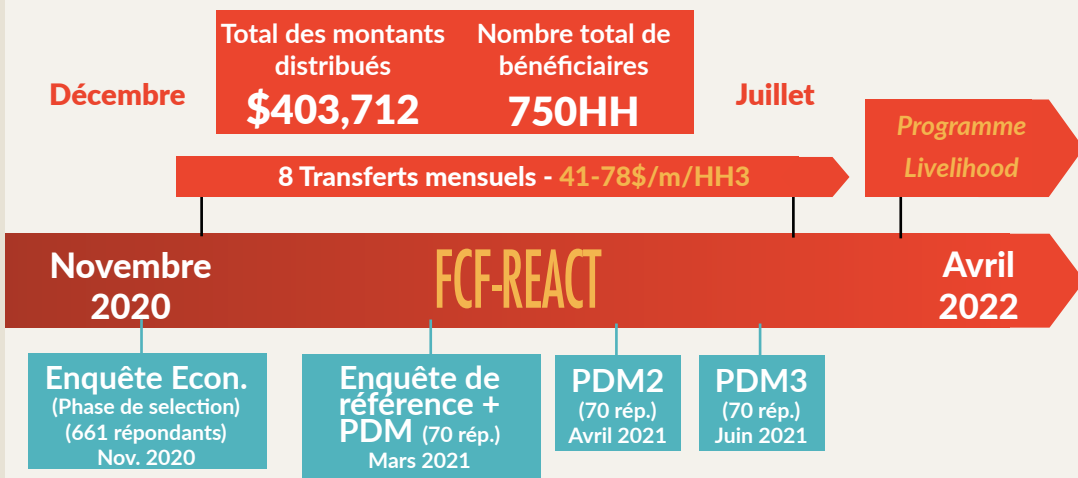 Total des montants
distribués
$403,712
Nombre total de
bénéficiaires
750HH
Décembre
Juillet
Programme
Livelihood
8 Transferts mensuels - 41-78$/m/HH3
Novembre
2020
FCF-REACT
Avril
2022
Enquête Econ.
(Phase de selection)
(661 répondants)
Nov. 2020
Enquête de
référence +
PDM (70 rép.)
Mars 2021
PDM2
(70 rép.)
Avril 2021
PDM3
(70 rép.)
Juin 2021